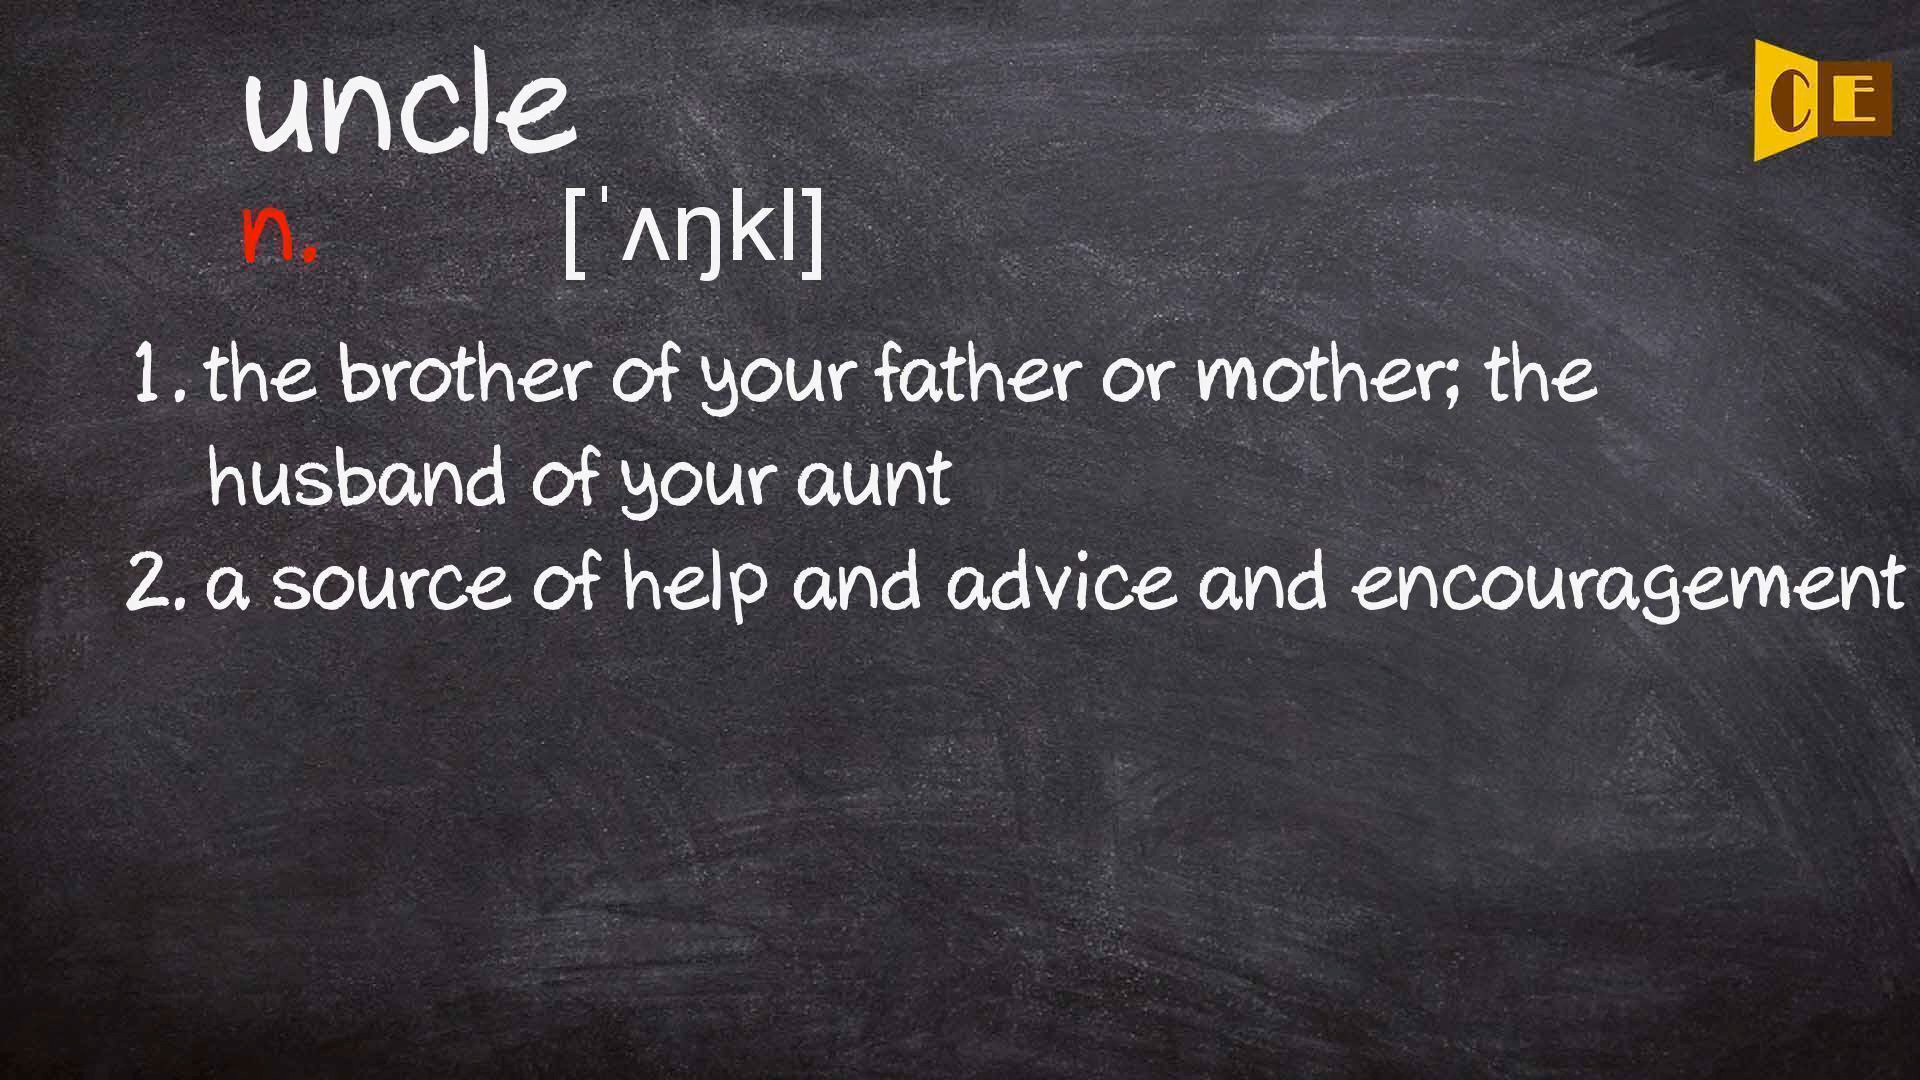 uncle
CE
n. [ˈʌŋkl]
1. the brother of your father or mother; the
husband of your aunt
2. a source of help and advice and encouragement